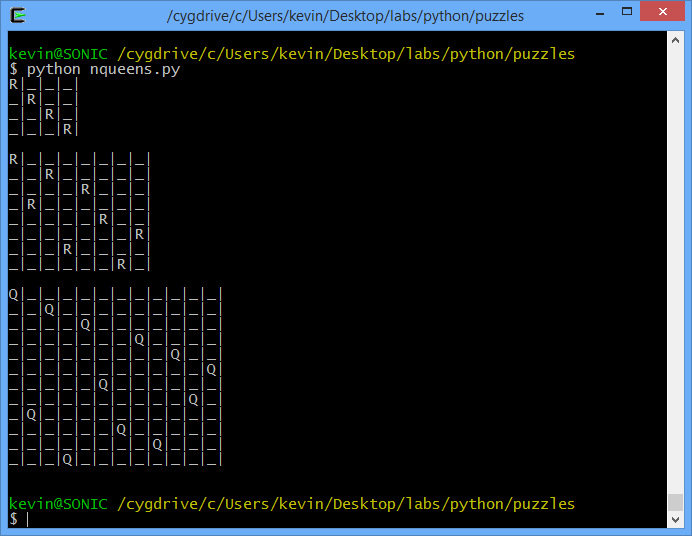 /cygdrive/c/Users/kevin/Desktop/labs/python/puzzles
kevin@SONIC /cygdrive/c/Users/kevin/Desktop/labs/python/puzzles
$ python nqueens.py
R|_|_|_|
_|R|_|_|
_|_|R|_|
_|_|_|R|
R|_|_|_|_|_|_|_|
_|_|R|_|_|_|_|_|
_|_|_|_|R|_|_|_|
_|R|_|_|_|_|_|_|
_|_|_|_|_|R|_|_|
_|_|_|_|_|_|_|R|
_|_|_|R|_|_|_|_|
_|_|_|_|_|_|R|_|
Q|_|_|_|_|_|_|_|_|_|_|_|
_|_|Q|_|_|_|_|_|_|_|_|_|
_|_|_|_|Q|_|_|_|_|_|_|_|
_|_|_|_|_|_|_|Q|_|_|_|_|
_|_|_|_|_|_|_|_|_|Q|_|_|
_|_|_|_|_|_|_|_|_|_|_|Q|
_|_|_|_|_|Q|_|_|_|_|_|_|
_|_|_|_|_|_|_|_|_|_|Q|_|
_|Q|_|_|_|_|_|_|_|_|_|_|
_|_|_|_|_|_|Q|_|_|_|_|_|
_|_|_|_|_|_|_|_|Q|_|_|_|
_|_|_|Q|_|_|_|_|_|_|_|_|
kevin@SONIC /cygdrive/c/Users/kevin/Desktop/labs/python/puzzles
$